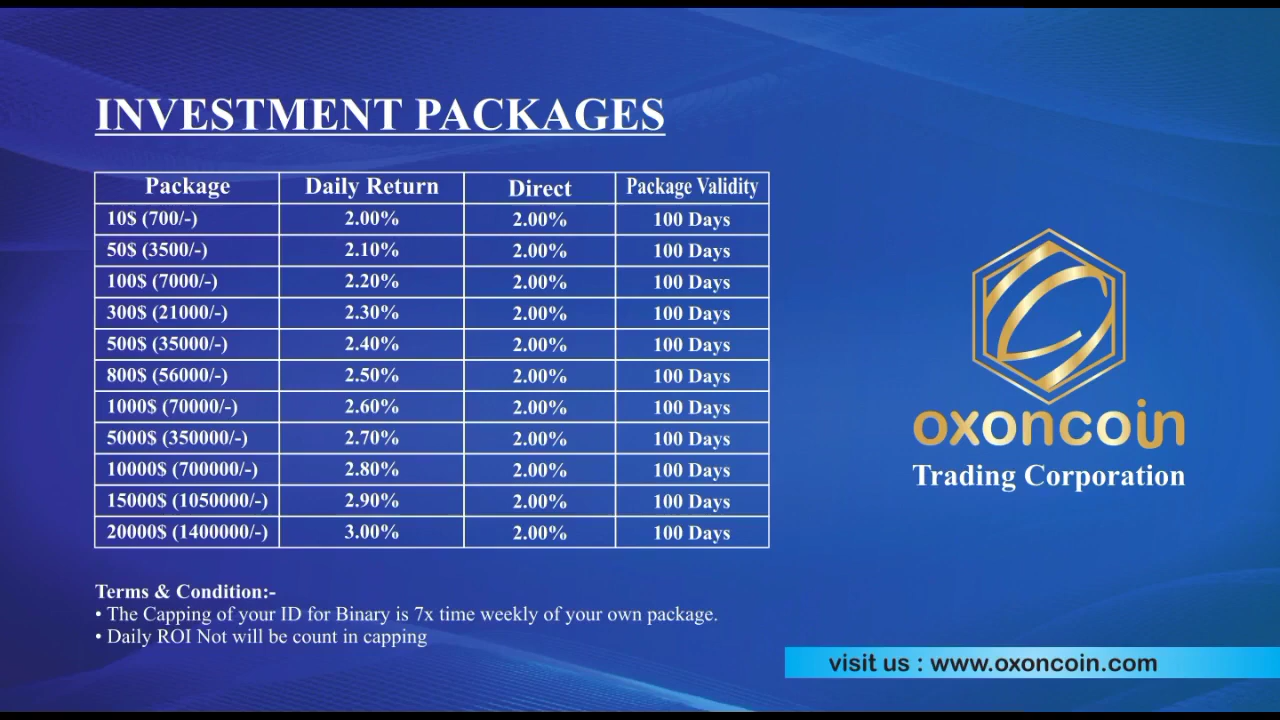 INVESTMENT PACKAGES
Package Daily Return Direct Package Validity
10$ (700/-) 2.00% 2.00% 100 Days
50$ (3500/-) 2.10% 2.00% 100 Days
100$ (7000/-) 2.20% 2.00% 100 Days
300$ (21000/-) 2.30% 2.00% 100 Days
500$ (35000/-) 2.40% 2.00% 100 Days
800$ (56000/-) 2.50% 2.00% 100 Days
1000$ (70000/-) 2.60% 2.00% 100 Days
5000$ (350000/-) 2.70% 2.00% 100 Days
10000$ (700000/-) 2.80% 2.00% 100 Days
15000$ (1050000/-) 2.90% 2.00% 100 Days
20000$ (1400000/-) 3.00% 2.00% 100 Days
oxoncoin
Trading Corporation
Terms & Condition:-
• The Capping of your ID for Binary is 7x time weekly of your own package.
• Daily ROI Not will be count in capping
visit us : www.oxoncoin.com